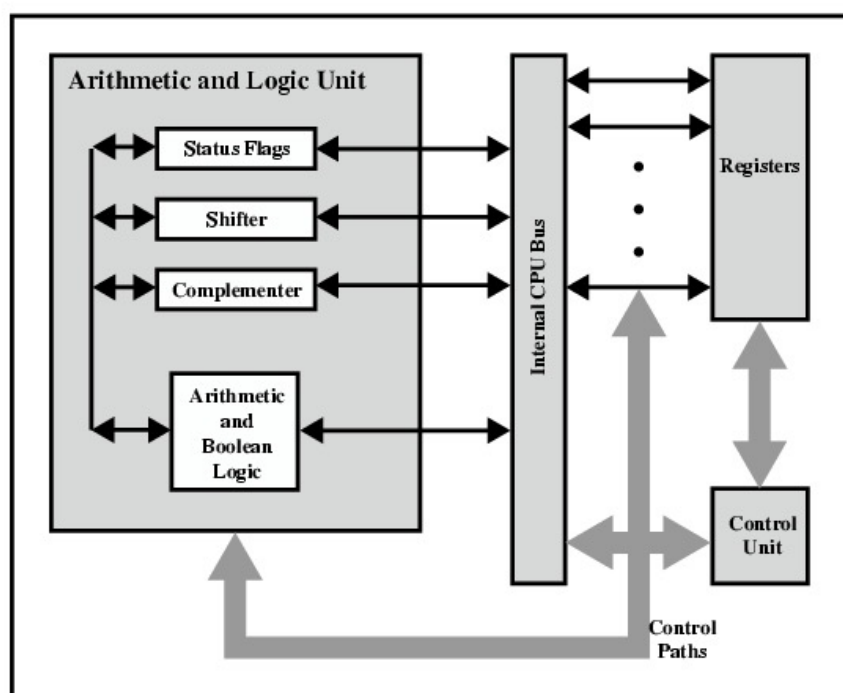 Arithmetic and Logic Unit
Status Flags
Shifter
Complementer
Arithmetic
and
Boolean
Logic
Internal CPU Bus
Registers
Control
Unit
Control
Paths